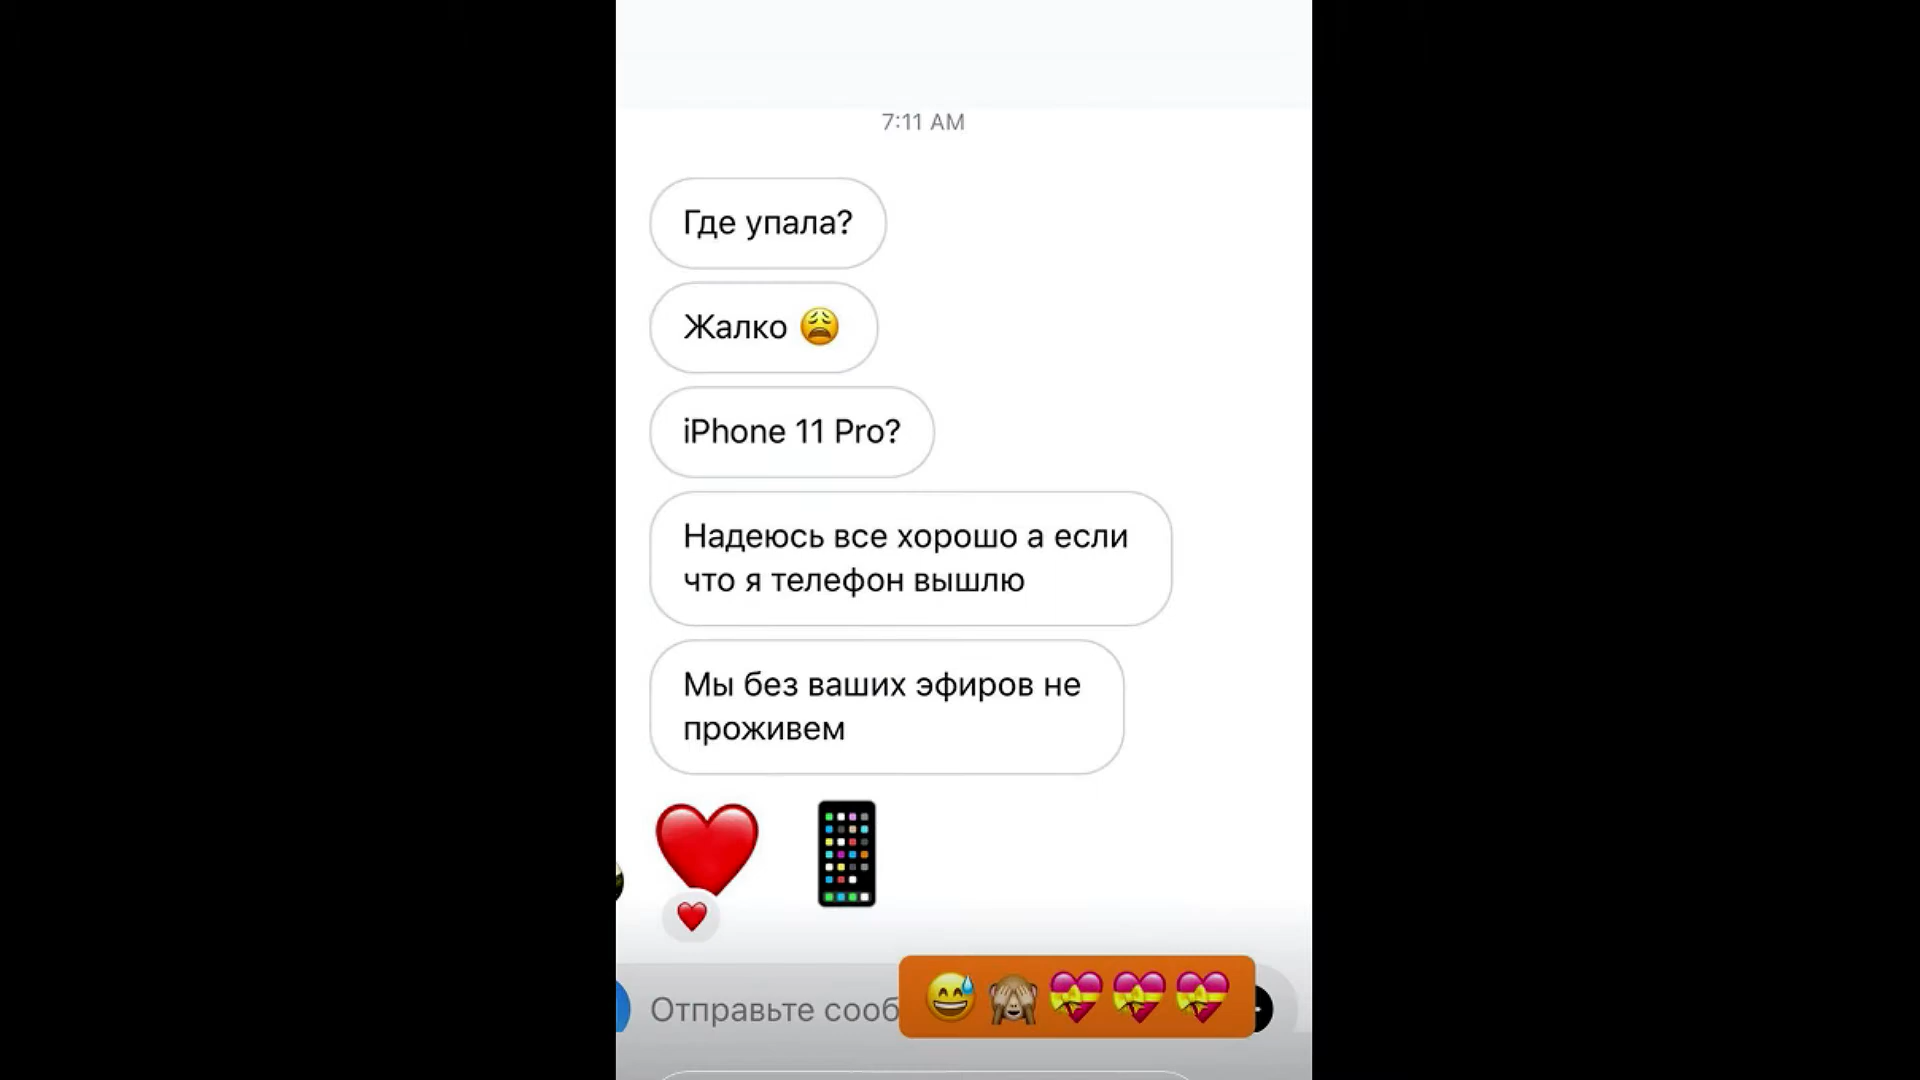 7:11 AM
Где упала?
Жалко 😩
iPhone 11 Pro?
Надеюсь все хорошо а если
что я телефон вышлю
Мы без ваших эфиров не
проживем
Отправьте сооб